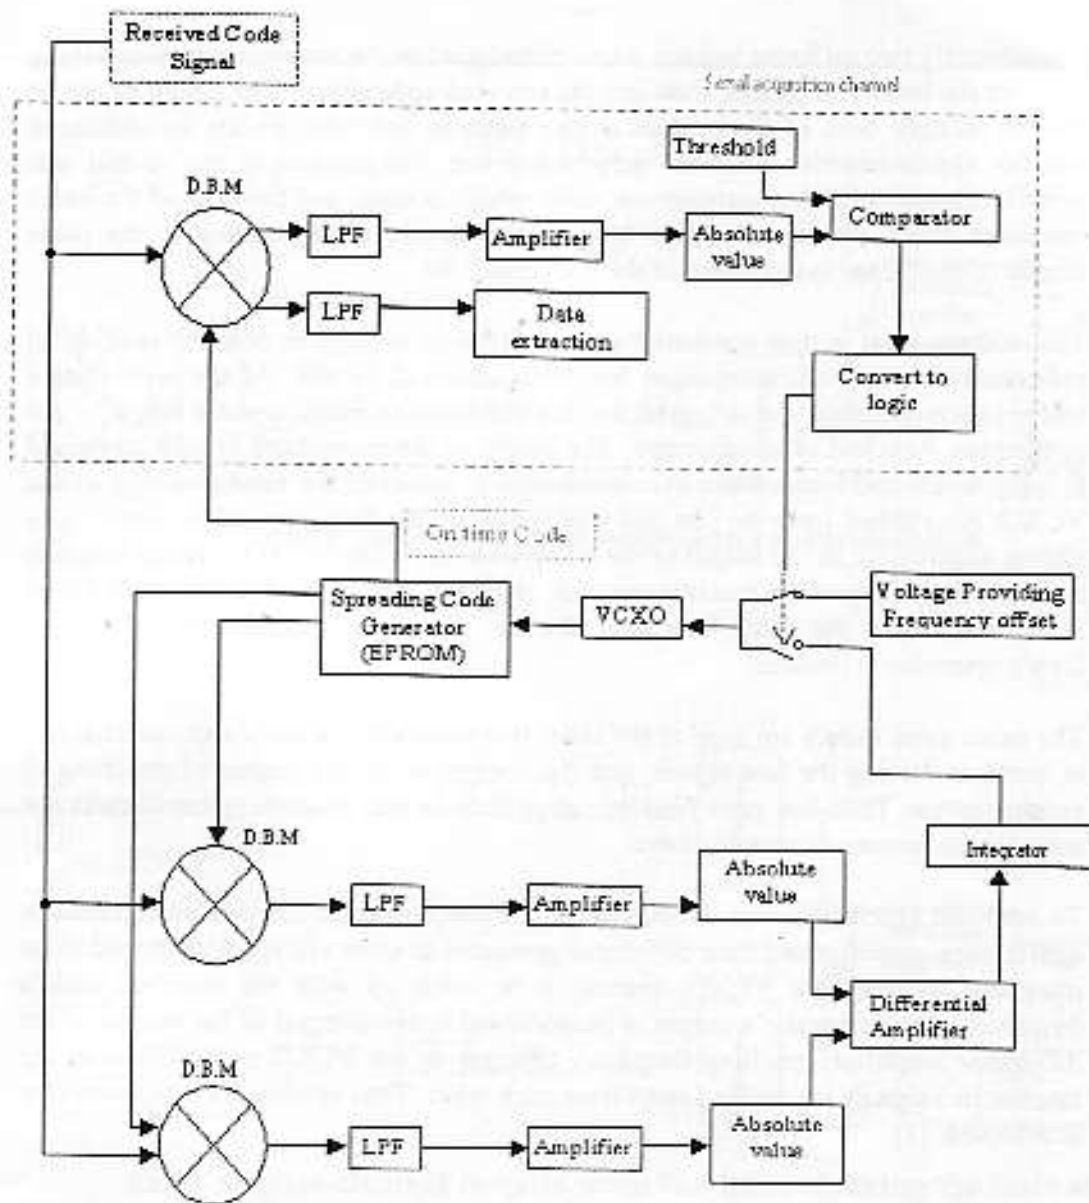 Received Code
Signal
Serial acquisition channel
Threshold
D.B.M
LPF
Amplifier
Absolute
value
Comparator
LPF
Data
extraction
Convert to
logic
On time Code
Spreading Code
Generator
(EPROM)
VCXO
Voltage Providing
Frequency offset
D.B.M
LPF
Amplifier
Absolute
value
Integrator
Differential
Amplifier
D.B.M
LPF
Amplifier
Absolute
value